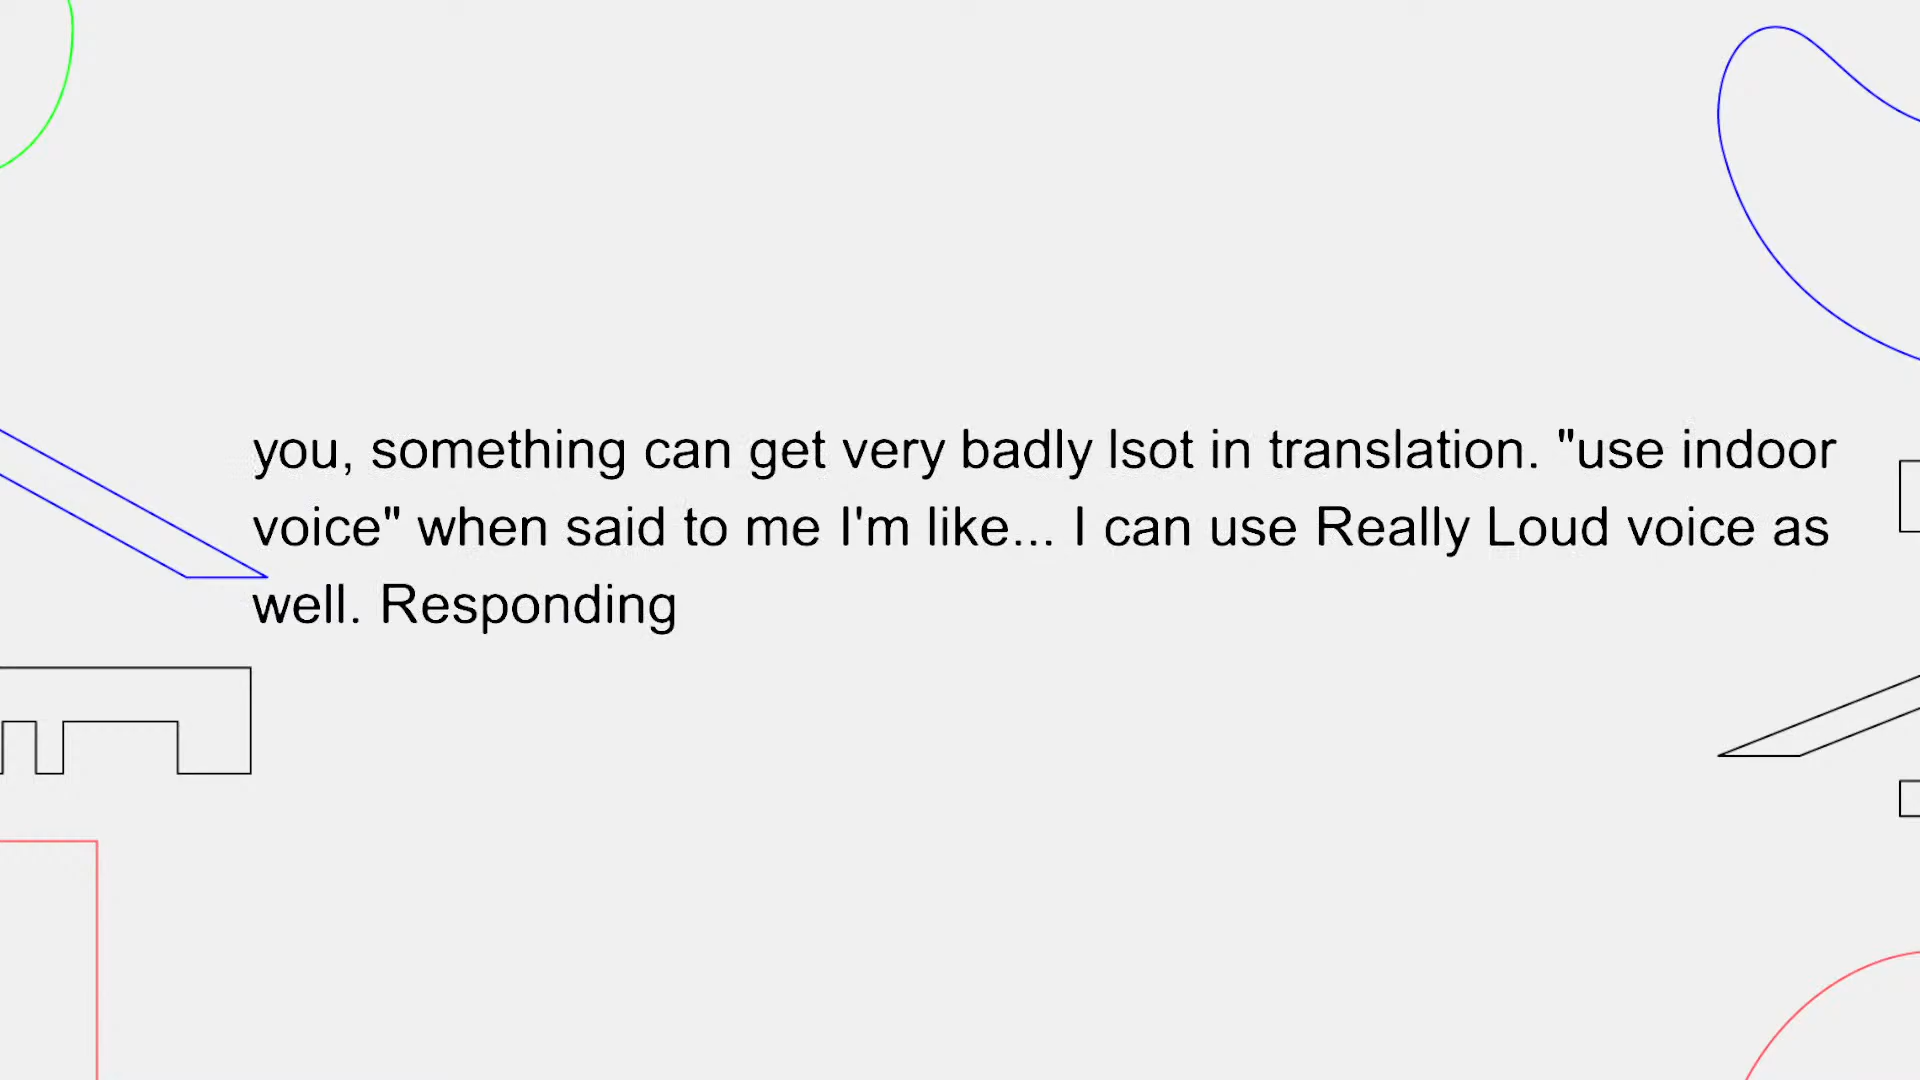 you, something can get very badly lsot in translation. "use indoor
voice" when said to me I'm like... I can use Really Loud voice as
well. Responding